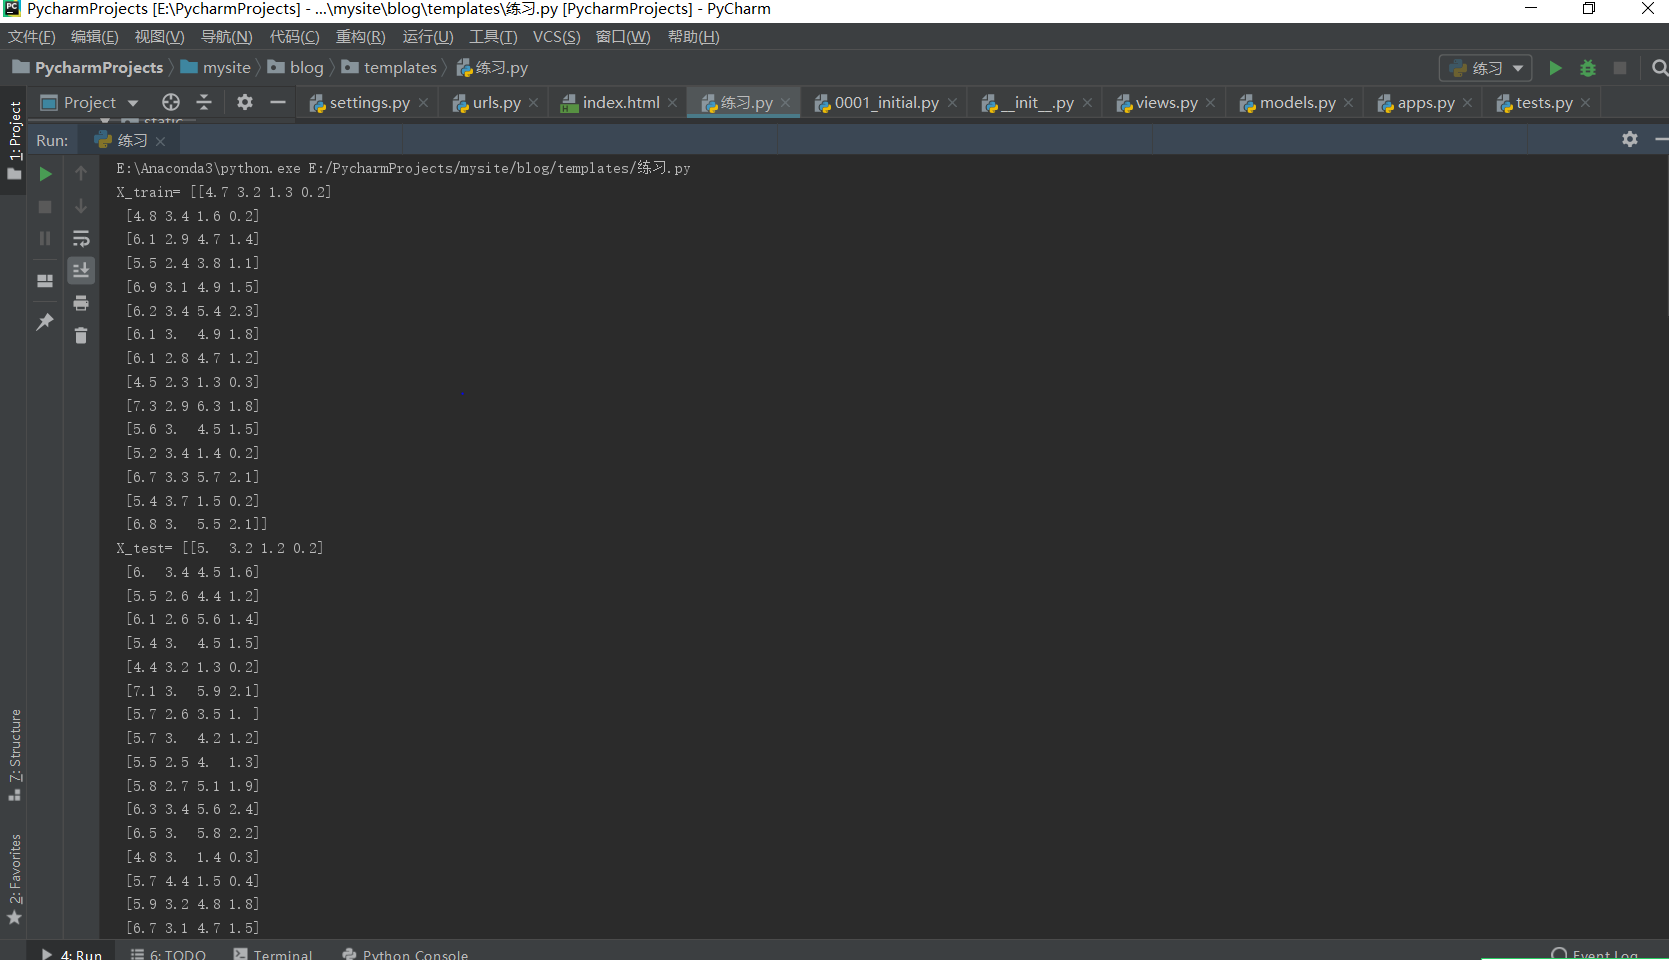 PycharmProjects [E:\PycharmProjects] - ...\mysite\blog\templates\练习.py [PycharmProjects] - PyCharm
文件(F) 编辑(E) 视图(V) 导航(N) 代码(C) 重构(R) 运行(U) 工具(T) VCS(S) 窗口(W) 帮助(H)
PycharmProjects mysite blog templates 练习.py 练习
Project settings.py urls.py index.html 练习.py 0001_initial.py __init__.py views.py models.py apps.py tests.py
static
1: Project
Run: 练习
E:\Anaconda3\python.exe E:/PycharmProjects/mysite/blog/templates/练习.py
X_train= [[4.7 3.2 1.3 0.2]
[4.8 3.4 1.6 0.2]
[6.1 2.9 4.7 1.4]
[5.5 2.4 3.8 1.1]
[6.9 3.1 4.9 1.5]
[6.2 3.4 5.4 2.3]
[6.1 3.  4.9 1.8]
[6.1 2.8 4.7 1.2]
[4.5 2.3 1.3 0.3]
[7.3 2.9 6.3 1.8]
[5.6 3.  4.5 1.5]
[5.2 3.4 1.4 0.2]
[6.7 3.3 5.7 2.1]
[5.4 3.7 1.5 0.2]
[6.8 3.  5.5 2.1]]
X_test= [[5.  3.2 1.2 0.2]
[6.  3.4 4.5 1.6]
[5.5 2.6 4.4 1.2]
[6.1 2.6 5.6 1.4]
[5.4 3.  4.5 1.5]
[4.4 3.2 1.3 0.2]
[7.1 3.  5.9 2.1]
[5.7 2.6 3.5 1. ]
[5.7 3.  4.2 1.2]
[5.5 2.5 4.  1.3]
[5.8 2.7 5.1 1.9]
[6.3 3.4 5.6 2.4]
[6.5 3.  5.8 2.2]
[4.8 3.  1.4 0.3]
[5.7 4.4 1.5 0.4]
[5.9 3.2 4.8 1.8]
[6.7 3.1 4.7 1.5]
7: Structure
2: Favorites
4: Run 6: TODO Terminal Python Console Event Log